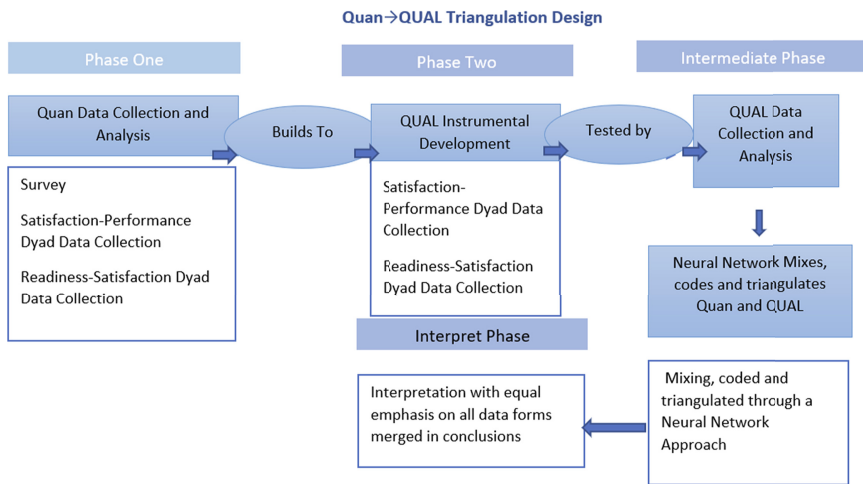 Quan→QUAL Triangulation Design
Phase One
Phase Two
Intermediate Phase
Quan Data Collection and
Analysis
Builds To
QUAL Instrumental
Development
Tested by
QUAL Data
Collection and
Analysis
Survey
Satisfaction-Performance
Dyad Data Collection
Readiness-Satisfaction Dyad
Data Collection
Satisfaction-
Performance Dyad Data
Collection
Readiness-Satisfaction
Dyad Data Collection
Neural Network Mixes,
codes and triangulates
Quan and QUAL
Interpret Phase
Interpretation with equal
emphasis on all data forms
merged in conclusions
Mixing, coded and
triangulated through a
Neural Network
Approach